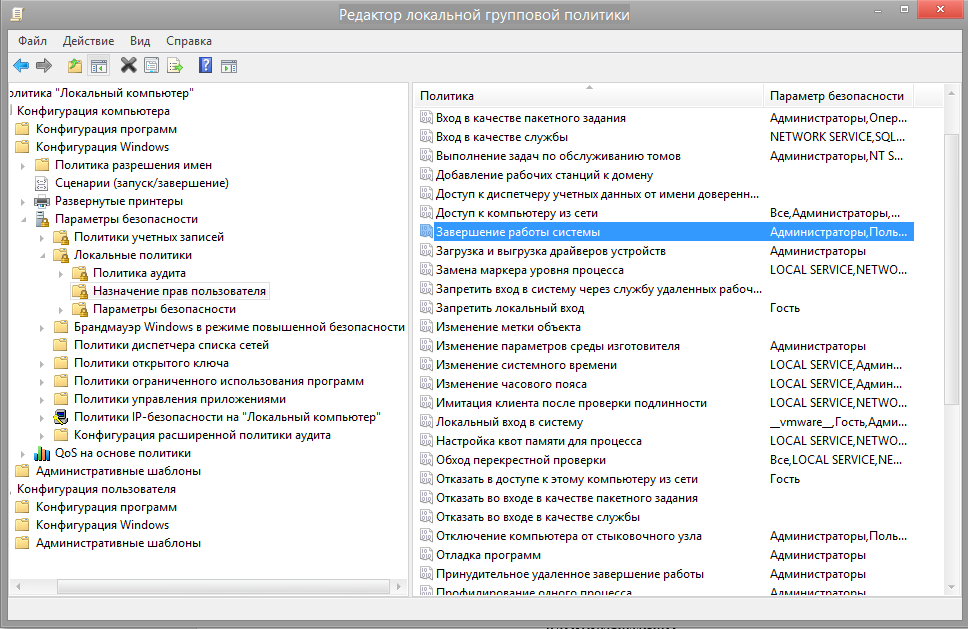 Редактор локальной групповой политики
Файл Действие Вид Справка
олитика "Локальный компьютер"
Конфигурация компьютера
Конфигурация программ
Конфигурация Windows
Политика разрешения имен
Сценарии (запуск/завершение)
Развернутые принтеры
Параметры безопасности
Политики учетных записей
Локальные политики
Политика аудита
Назначение прав пользователя
Параметры безопасности
Брандмауэр Windows в режиме повышенной безопасности
Политики диспетчера списка сетей
Политики открытого ключа
Политики ограниченного использования программ
Политики управления приложениями
Политики IP-безопасности на "Локальный компьютер"
Конфигурация расширенной политики аудита
QoS на основе политики
Административные шаблоны
Конфигурация пользователя
Конфигурация программ
Конфигурация Windows
Административные шаблоны
Политика Параметр безопасности
Вход в качестве пакетного задания Администраторы,Опер...
Вход в качестве службы NETWORK SERVICE,SQL...
Выполнение задач по обслуживанию томов Администраторы,NT S...
Добавление рабочих станций к домену
Доступ к диспетчеру учетных данных от имени доверенн...
Доступ к компьютеру из сети Все,Администраторы,...
Завершение работы системы Администраторы,Поль...
Загрузка и выгрузка драйверов устройств Администраторы
Замена маркера уровня процесса LOCAL SERVICE,NETWO...
Запретить вход в систему через службу удаленных рабоч...
Запретить локальный вход Гость
Изменение метки объекта
Изменение параметров среды изготовителя Администраторы
Изменение системного времени LOCAL SERVICE,Админ...
Изменение часового пояса LOCAL SERVICE,Админ...
Имитация клиента после проверки подлинности LOCAL SERVICE,NETWO...
Локальный вход в систему __vmware__,Гость,Адми...
Настройка квот памяти для процесса LOCAL SERVICE,NETWO...
Обход перекрестной проверки Все,LOCAL SERVICE,NE...
Отказать в доступе к этому компьютеру из сети Гость
Отказать во входе в качестве пакетного задания
Отказать во входе в качестве службы
Отключение компьютера от стыковочного узла Администраторы,Поль...
Отладка программ Администраторы
Принудительное удаленное завершение работы Администраторы
Профилирование одного процесса Администраторы